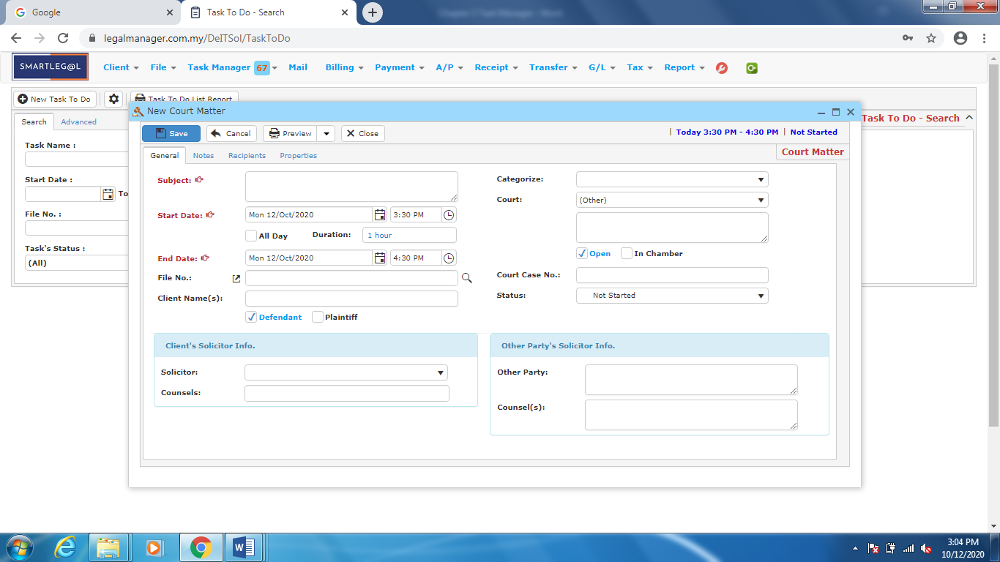 Google
Task To Do - Search
legalmanager.com.my/DeITSol/TaskToDo
SMARTLEG@L
Client File Task Manager 67 Mail Billing Payment A/P Receipt Transfer G/L Tax Report
New Task To Do
Task To Do List Report
Search Advanced
Task To Do - Search
Task Name :
Start Date :
To
File No. :
Task's Status :
(All)
New Court Matter
Save Cancel Preview Close
| Today 3:30 PM - 4:30 PM | Not Started
General Notes Recipients Properties
Court Matter
Subject:
Start Date: Mon 12/Oct/2020 3:30 PM
All Day Duration: 1 hour
End Date: Mon 12/Oct/2020 4:30 PM
File No.:
Client Name(s):
Defendant Plaintiff
Categorize:
Court: (Other)
Open In Chamber
Court Case No.:
Status: Not Started
Client's Solicitor Info.
Solicitor:
Counsels:
Other Party's Solicitor Info.
Other Party:
Counsel(s):
3:04 PM
10/12/2020